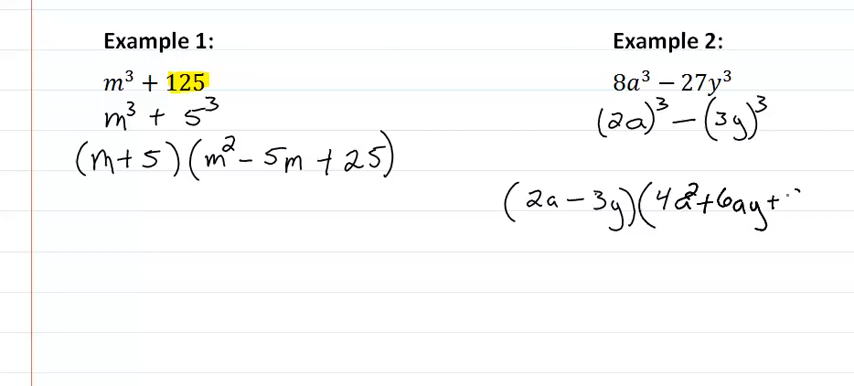 Example 1:
m³ + 125
m³ + 5³
(m+5)(m²-5m+25)
Example 2:
8a³ − 27y³
(2a)³ − (3y)³
(2a − 3y)(4a²+6ay+